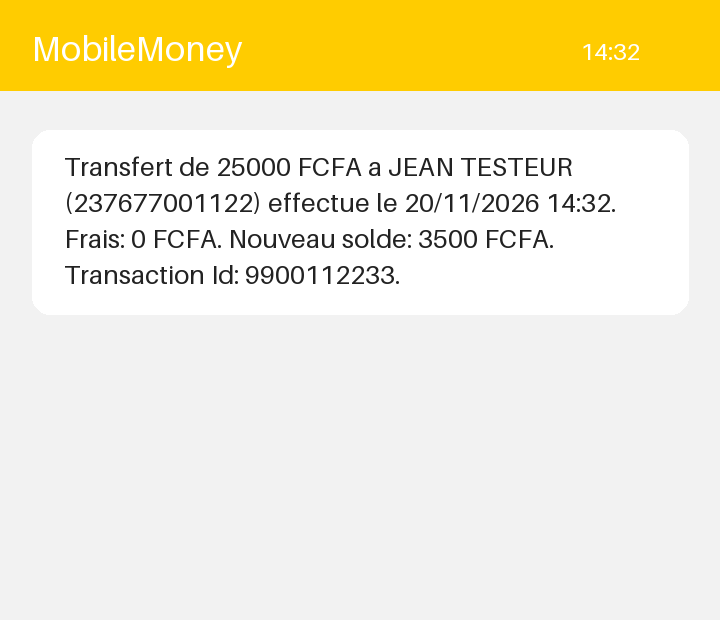 MobileMoney
14:32
Transfert de 25000 FCFA a JEAN TESTEUR
(237677001122) effectue le 20/11/2026 14:32.
Frais: 0 FCFA. Nouveau solde: 3500 FCFA.
Transaction Id: 9900112233.